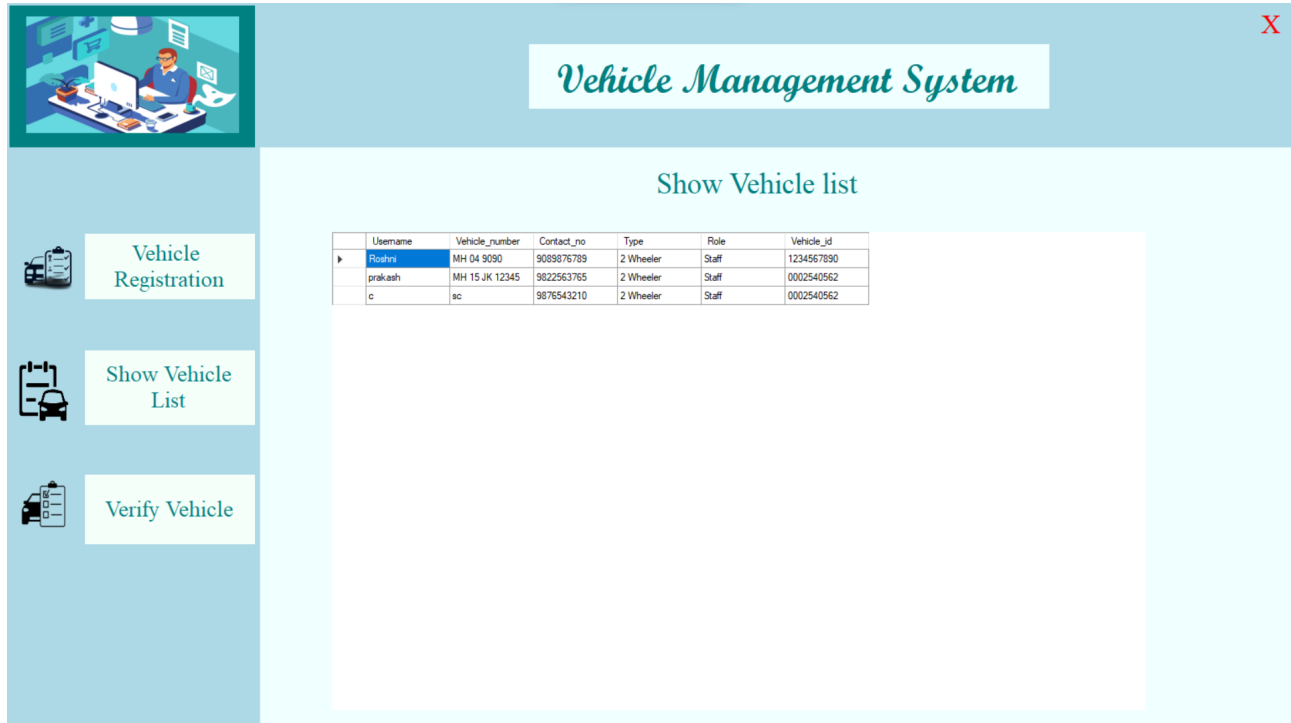 X
Vehicle Management System
Show Vehicle list
Vehicle
Registration
Show Vehicle
List
Verify Vehicle
Username Vehicle_number Contact_no Type Role Vehicle_id
Roshni MH 04 9090 9089876789 2 Wheeler Staff 1234567890
prakash MH 15 JK 12345 9822563765 2 Wheeler Staff 0002540562
c sc 9876543210 2 Wheeler Staff 0002540562